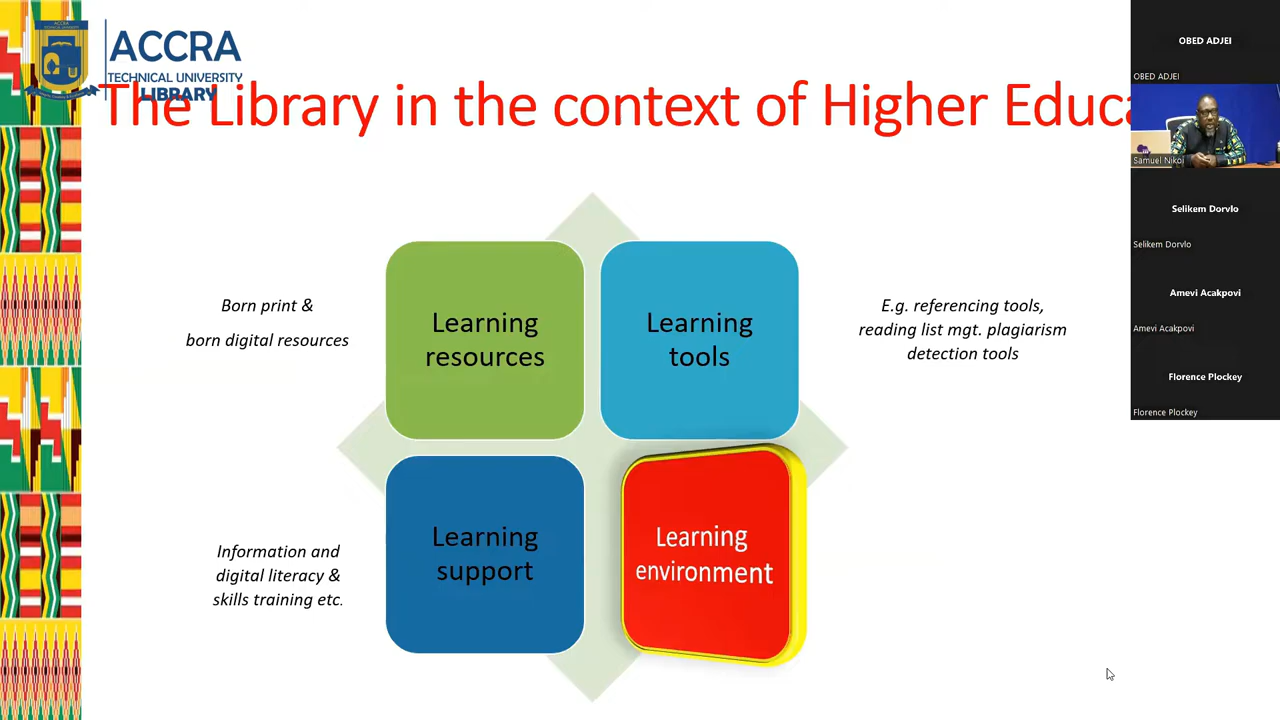 ACCRA
TECHNICAL UNIVERSITY
LIBRARY
The Library in the context of Higher Educa
Born print &
born digital resources
Learning
resources
Learning
tools
E.g. referencing tools,
reading list mgt. plagiarism
detection tools
Information and
digital literacy &
skills training etc.
Learning
support
Learning
environment
OBED ADJEI
OBED ADJEI
Samuel Nikoi
Selikem Dorvlo
Selikem Dorvlo
Amevi Acakpovi
Amevi Acakpovi
Florence Plockey
Florence Plockey